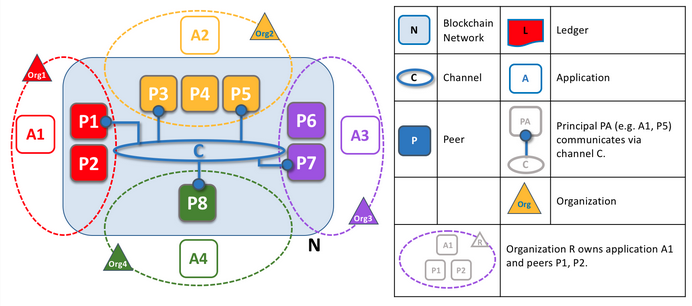 Org1
A2
Org2
P3 P4 P5
P1
P6
A1
C
A3
P2
P7
P8
Org3
N
Org4
A4
N
Blockchain
Network
L
Ledger
C
Channel
A
Application
P
Peer
PA
C
Principal PA (e.g. A1, P5)
communicates via
channel C.
Org
Organization
A1
R
P1 P2
Organization R owns application A1
and peers P1, P2.